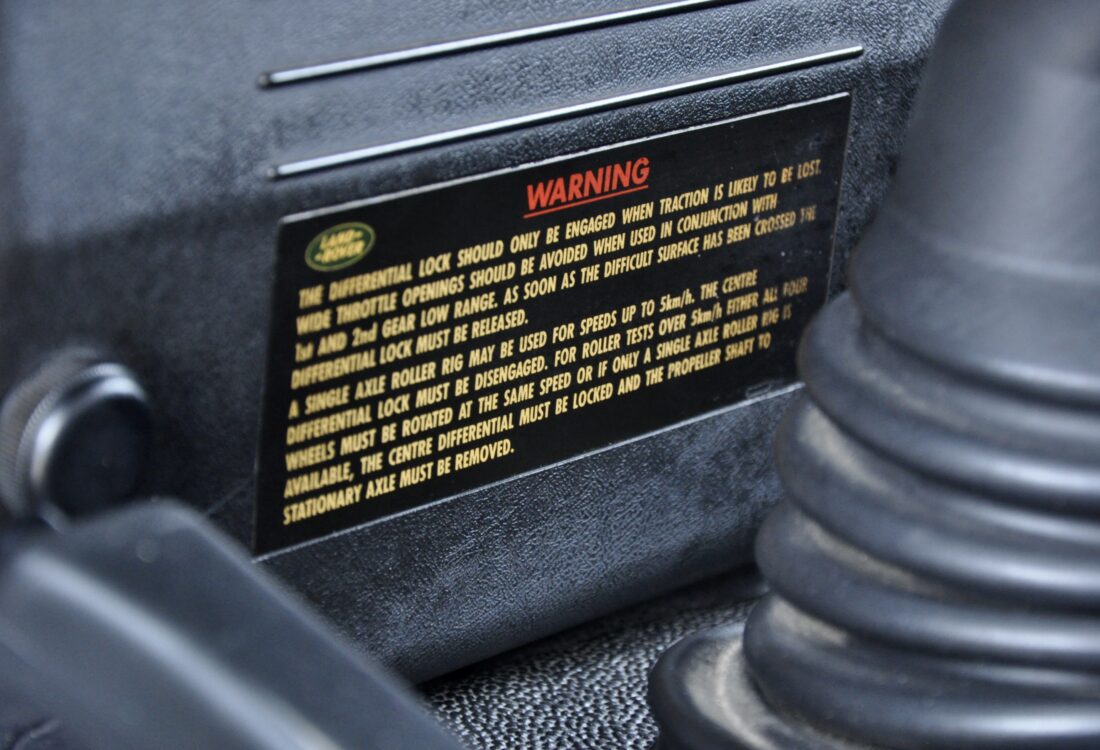 WARNING
LAND-
-ROVER
THE DIFFERENTIAL LOCK SHOULD ONLY BE ENGAGED WHEN TRACTION IS LIKELY TO BE LOST.
WIDE THROTTLE OPENINGS SHOULD BE AVOIDED WHEN USED IN CONJUNCTION WITH
1st AND 2nd GEAR LOW RANGE. AS SOON AS THE DIFFICULT SURFACE HAS BEEN CROSSED THE
DIFFERENTIAL LOCK MUST BE RELEASED.
A SINGLE AXLE ROLLER RIG MAY BE USED FOR SPEEDS UP TO 5km/h. THE CENTRE
DIFFERENTIAL LOCK MUST BE DISENGAGED. FOR ROLLER TESTS OVER 5km/h EITHER ALL FOUR
WHEELS MUST BE ROTATED AT THE SAME SPEED OR IF ONLY A SINGLE AXLE ROLLER RIG IS
AVAILABLE, THE CENTRE DIFFERENTIAL MUST BE LOCKED AND THE PROPELLER SHAFT TO
STATIONARY AXLE MUST BE REMOVED.